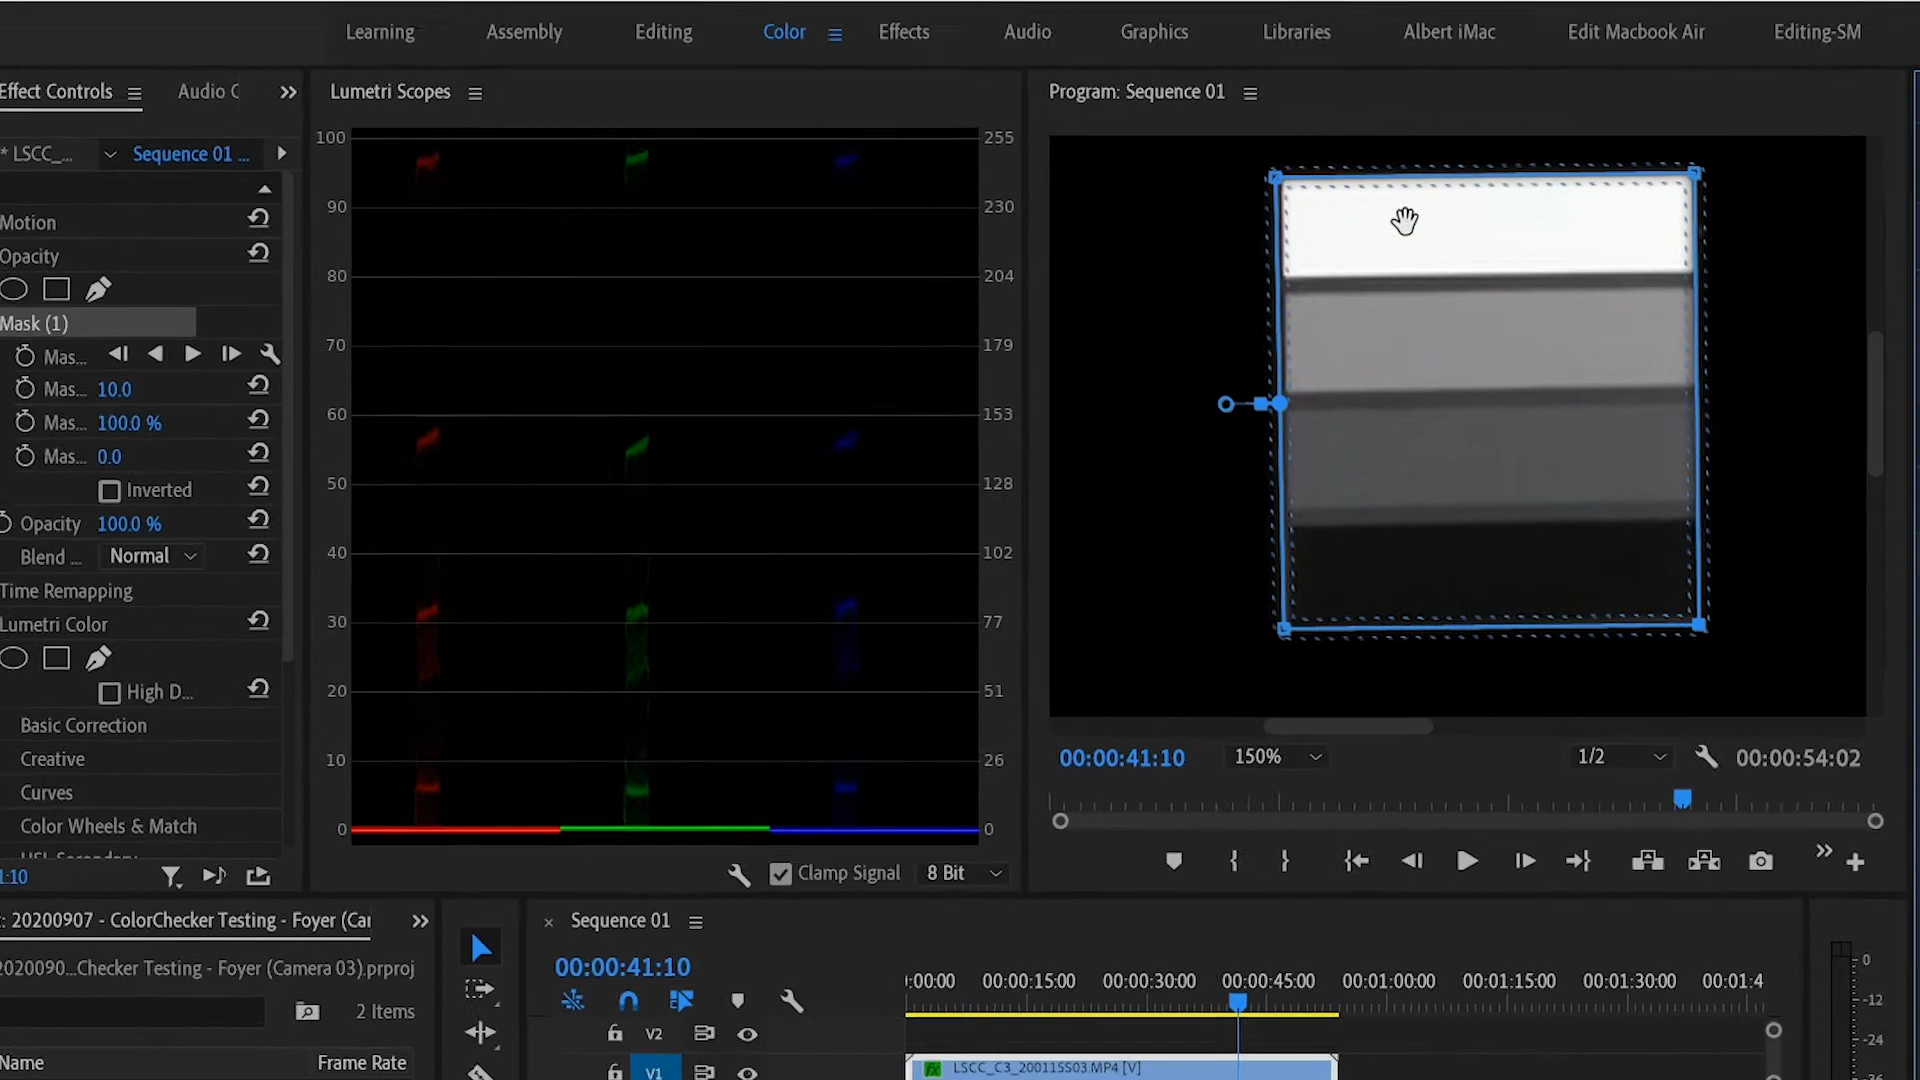 Learning Assembly Editing Color Effects Audio Graphics Libraries Albert iMac Edit Macbook Air Editing-SM
Effect Controls Audio C
* LSCC_... Sequence 01 ...
Motion
Opacity
Mask (1)
Mas...
Mas... 10.0
Mas... 100.0 %
Mas... 0.0
Inverted
Opacity 100.0 %
Blend ... Normal
Time Remapping
Lumetri Color
High D...
Basic Correction
Creative
Curves
Color Wheels & Match
HSL Secondary
1:10
Lumetri Scopes
100 255
90 230
80 204
70 179
60 153
50 128
40 102
30 77
20 51
10 26
0 0
Clamp Signal 8 Bit
Program: Sequence 01
00:00:41:10 150% 1/2 00:00:54:02
: 20200907 - ColorChecker Testing - Foyer (Car
2020090...Checker Testing - Foyer (Camera 03).prproj
2 Items
Name Frame Rate
× Sequence 01
00:00:41:10
:00:00 00:00:15:00 00:00:30:00 00:00:45:00 00:01:00:00 00:01:15:00 00:01:30:00 00:01:4
V2
V1
fx LSCC_C3_20011SS03.MP4 [V]
0
-12
-24
-36